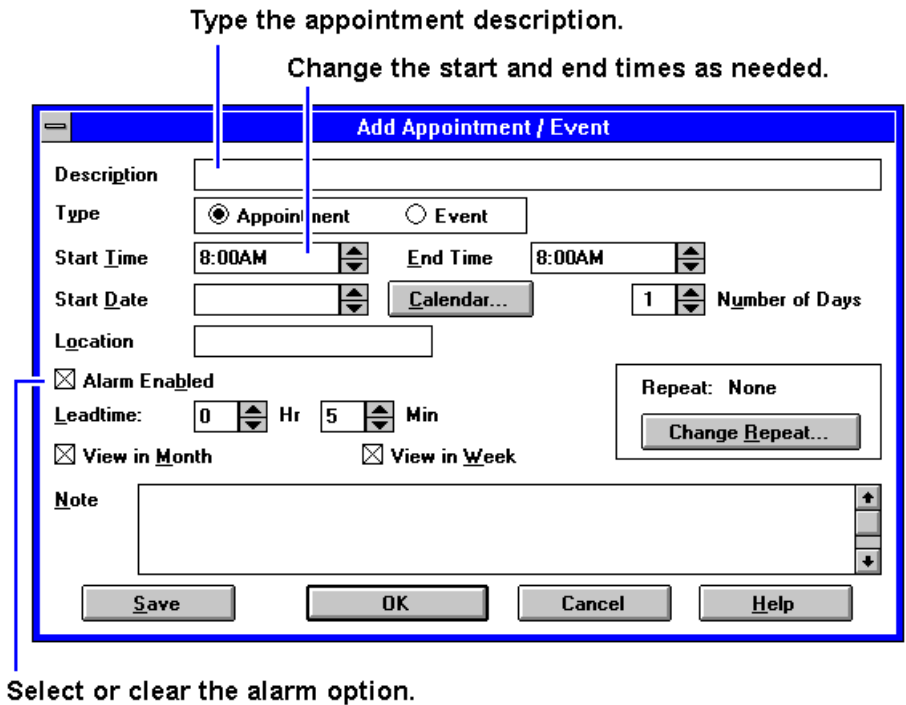 Type the appointment description.
Change the start and end times as needed.
Add Appointment / Event
Description
Type Appointment Event
Start Time 8:00AM End Time 8:00AM
Start Date Calendar... 1 Number of Days
Location
Alarm Enabled
Repeat: None
Leadtime: 0 Hr 5 Min
Change Repeat...
View in Month View in Week
Note
Save OK Cancel Help
Select or clear the alarm option.